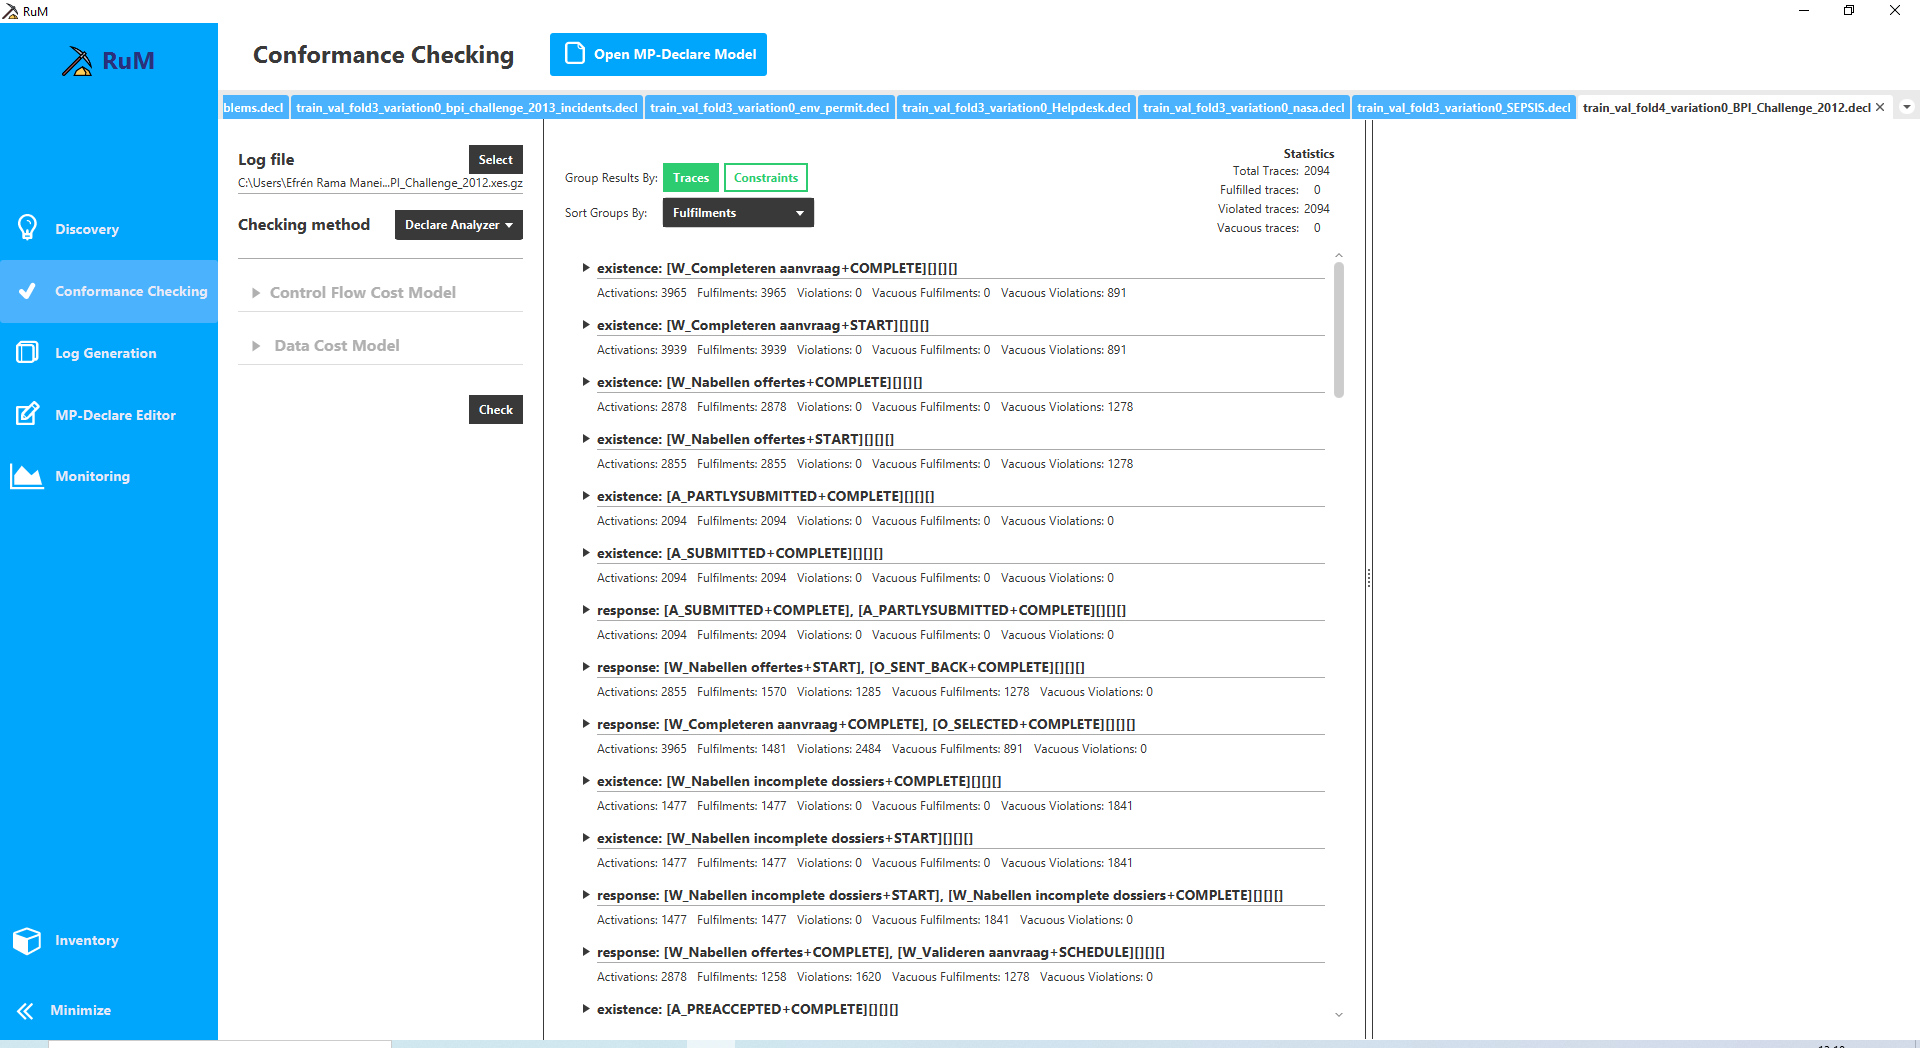 RuM
RuM
Conformance Checking
Open MP-Declare Model
blems.decl
train_val_fold3_variation0_bpi_challenge_2013_incidents.decl
train_val_fold3_variation0_env_permit.decl
train_val_fold3_variation0_Helpdesk.decl
train_val_fold3_variation0_nasa.decl
train_val_fold3_variation0_SEPSIS.decl
train_val_fold4_variation0_BPI_Challenge_2012.decl
Discovery
Conformance Checking
Log Generation
MP-Declare Editor
Monitoring
Inventory
Minimize
Log file
Select
C:\Users\Efrén Rama Manei...PI_Challenge_2012.xes.gz
Checking method
Declare Analyzer
Control Flow Cost Model
Data Cost Model
Check
Group Results By:
Traces
Constraints
Sort Groups By:
Fulfilments
Statistics
Total Traces: 2094
Fulfilled traces: 0
Violated traces: 2094
Vacuous traces: 0
existence: [W_Completeren aanvraag+COMPLETE][][][]
Activations: 3965 Fulfilments: 3965 Violations: 0 Vacuous Fulfilments: 0 Vacuous Violations: 891
existence: [W_Completeren aanvraag+START][][][]
Activations: 3939 Fulfilments: 3939 Violations: 0 Vacuous Fulfilments: 0 Vacuous Violations: 891
existence: [W_Nabellen offertes+COMPLETE][][][]
Activations: 2878 Fulfilments: 2878 Violations: 0 Vacuous Fulfilments: 0 Vacuous Violations: 1278
existence: [W_Nabellen offertes+START][][][]
Activations: 2855 Fulfilments: 2855 Violations: 0 Vacuous Fulfilments: 0 Vacuous Violations: 1278
existence: [A_PARTLYSUBMITTED+COMPLETE][][][]
Activations: 2094 Fulfilments: 2094 Violations: 0 Vacuous Fulfilments: 0 Vacuous Violations: 0
existence: [A_SUBMITTED+COMPLETE][][][]
Activations: 2094 Fulfilments: 2094 Violations: 0 Vacuous Fulfilments: 0 Vacuous Violations: 0
response: [A_SUBMITTED+COMPLETE], [A_PARTLYSUBMITTED+COMPLETE][][][]
Activations: 2094 Fulfilments: 2094 Violations: 0 Vacuous Fulfilments: 0 Vacuous Violations: 0
response: [W_Nabellen offertes+START], [O_SENT_BACK+COMPLETE][][][]
Activations: 2855 Fulfilments: 1570 Violations: 1285 Vacuous Fulfilments: 1278 Vacuous Violations: 0
response: [W_Completeren aanvraag+COMPLETE], [O_SELECTED+COMPLETE][][][]
Activations: 3965 Fulfilments: 1481 Violations: 2484 Vacuous Fulfilments: 891 Vacuous Violations: 0
existence: [W_Nabellen incomplete dossiers+COMPLETE][][][]
Activations: 1477 Fulfilments: 1477 Violations: 0 Vacuous Fulfilments: 0 Vacuous Violations: 1841
existence: [W_Nabellen incomplete dossiers+START][][][]
Activations: 1477 Fulfilments: 1477 Violations: 0 Vacuous Fulfilments: 0 Vacuous Violations: 1841
response: [W_Nabellen incomplete dossiers+START], [W_Nabellen incomplete dossiers+COMPLETE][][][]
Activations: 1477 Fulfilments: 1477 Violations: 0 Vacuous Fulfilments: 1841 Vacuous Violations: 0
response: [W_Nabellen offertes+COMPLETE], [W_Valideren aanvraag+SCHEDULE][][][]
Activations: 2878 Fulfilments: 1258 Violations: 1620 Vacuous Fulfilments: 1278 Vacuous Violations: 0
existence: [A_PREACCEPTED+COMPLETE][][][]